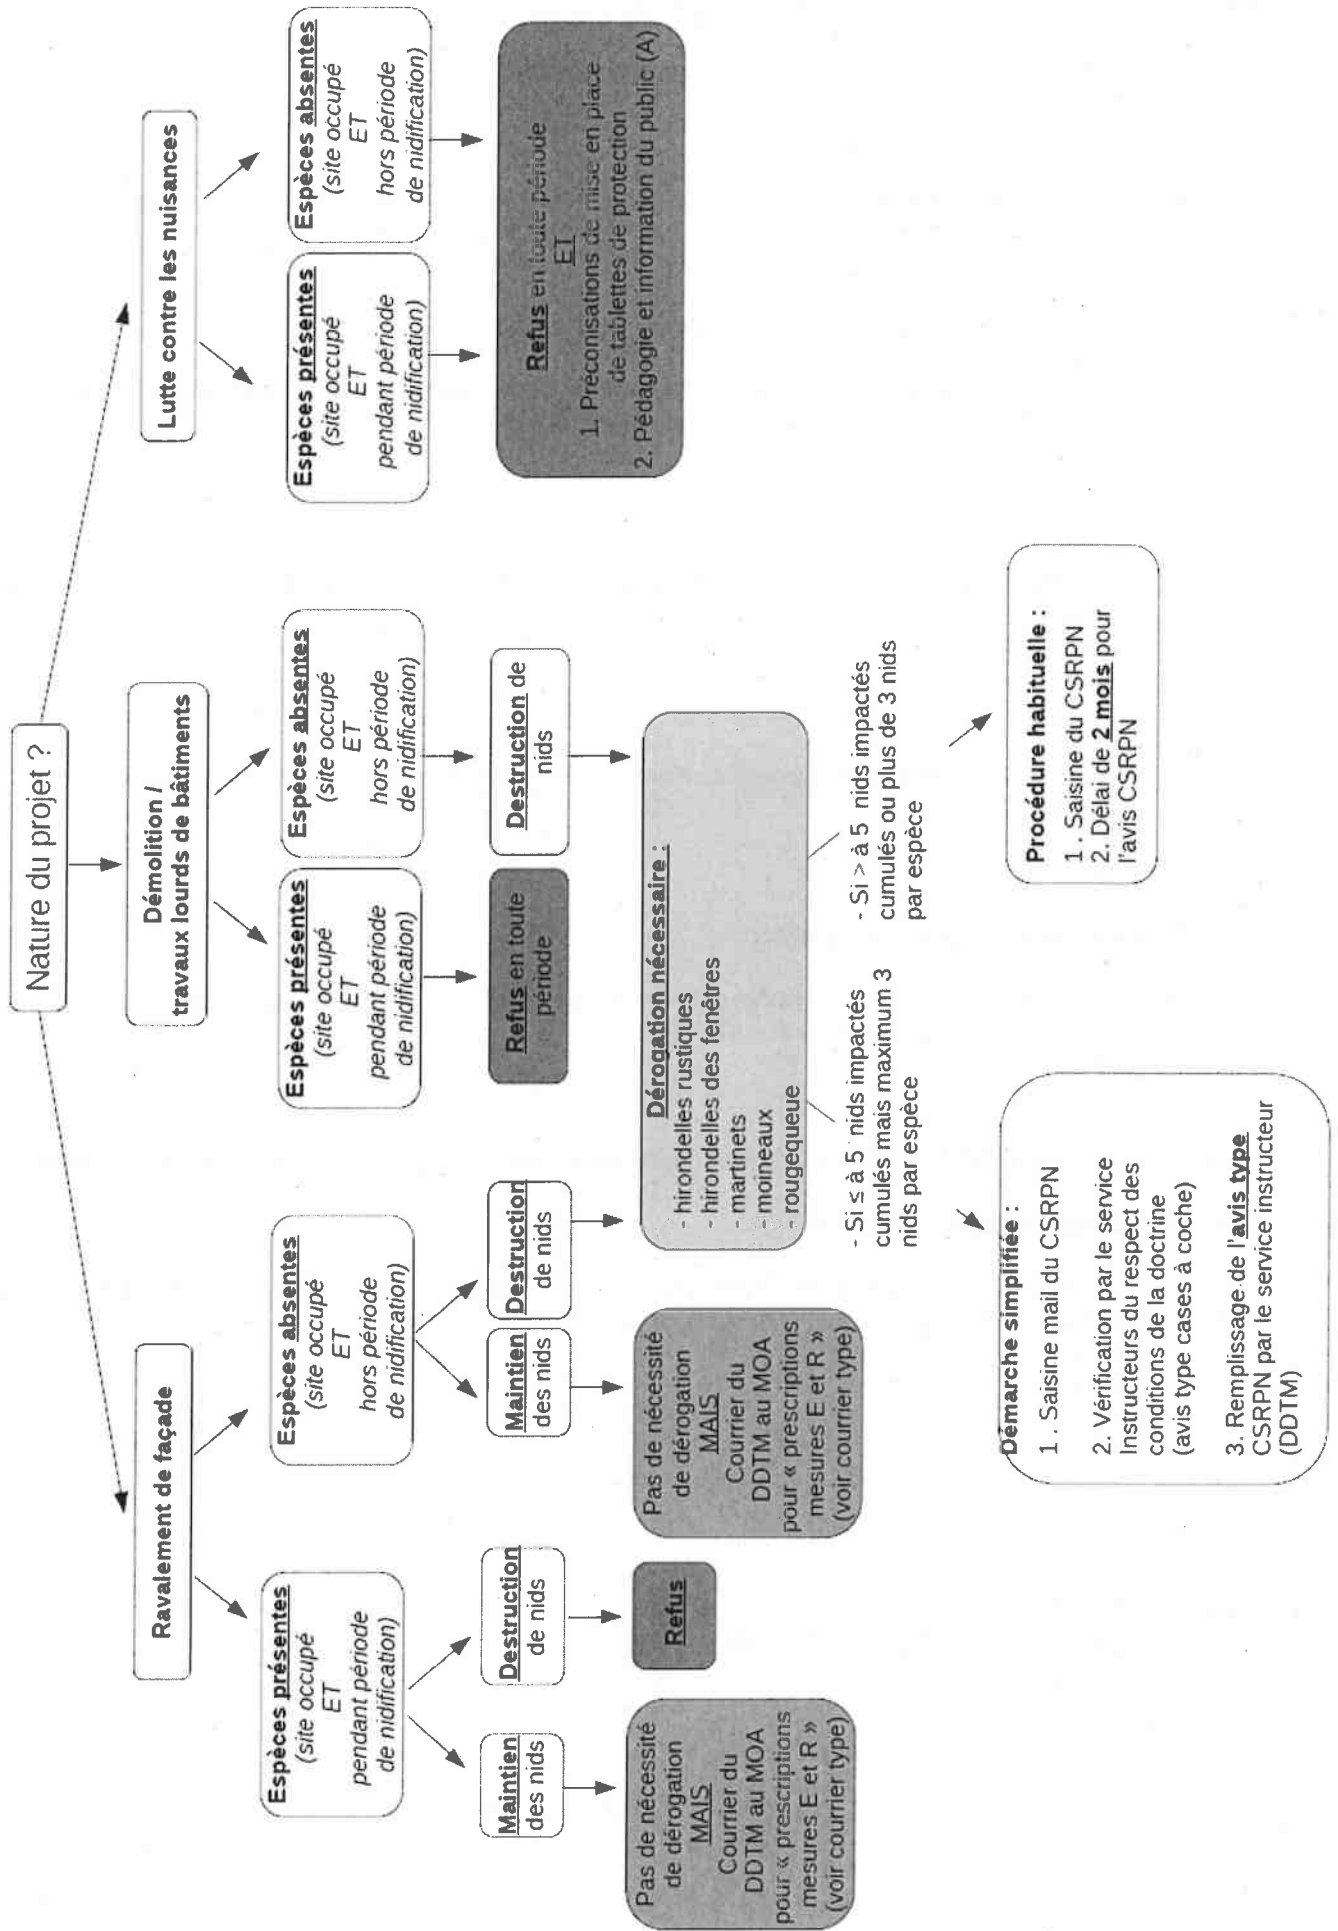 Nature du projet ?
Ravalement de façade
Espèces présentes
(site occupé
ET
pendant période
de nidification)
Maintien
des nids
Pas de nécessité
de dérogation
MAIS
Courrier du
DDTM au MOA
pour « prescriptions
mesures E et R »
(voir courrier type)
Destruction
de nids
Refus
Espèces absentes
(site occupé
ET
hors période
de nidification)
Maintien
des nids
Pas de nécessité
de dérogation
MAIS
Courrier du
DDTM au MOA
pour « prescriptions
mesures E et R »
(voir courrier type)
Destruction
de nids
Démolition /
travaux lourds de bâtiments
Espèces présentes
(site occupé
ET
pendant période
de nidification)
Refus en toute
période
Espèces absentes
(site occupé
ET
hors période
de nidification)
Destruction de
nids
Dérogation nécessaire :
- hirondelles rustiques
- hirondelles des fenêtres
- martinets
- moineaux
- rougequeue
- Si ≤ à 5 nids impactés
cumulés mais maximum 3
nids par espèce
Démarche simplifiée :
1 . Saisine mail du CSRPN
2. Vérification par le service
Instructeurs du respect des
conditions de la doctrine
(avis type cases à coche)
3. Remplissage de l'avis type
CSRPN par le service instructeur
(DDTM)
- Si > à 5 nids impactés
cumulés ou plus de 3 nids
par espèce
Procédure habituelle :
1 . Saisine du CSRPN
2. Délai de 2 mois pour
l'avis CSRPN
Lutte contre les nuisances
Espèces présentes
(site occupé
ET
pendant période
de nidification)
Espèces absentes
(site occupé
ET
hors période
de nidification)
Refus en toute période
ET
1. Préconisations de mise en place
de tablettes de protection
2. Pédagogie et information du public (A)